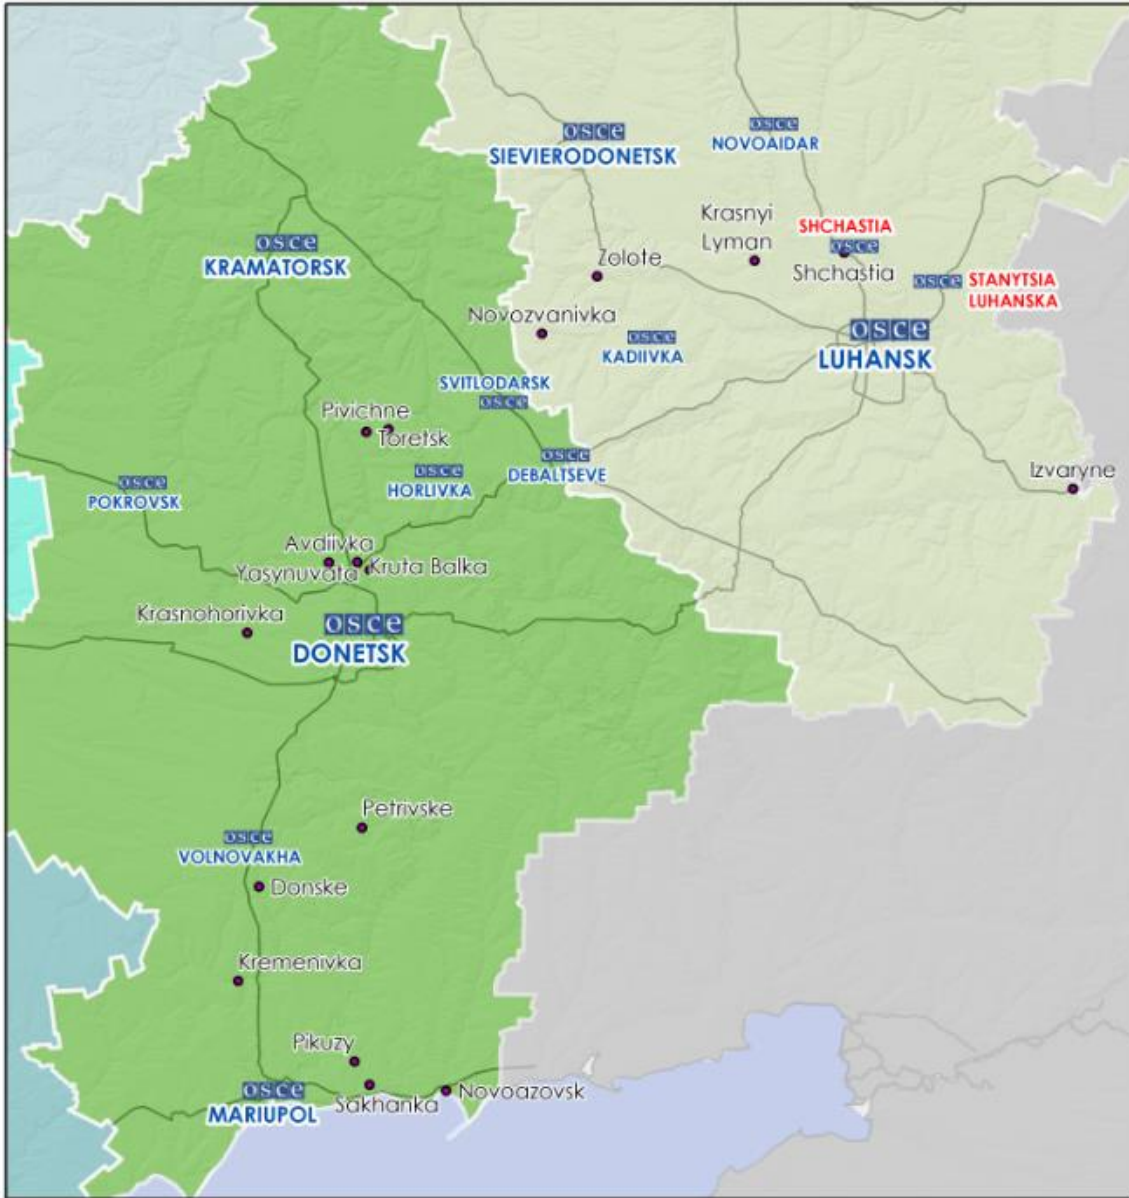 osce
SIEVIERODONETSK
osce
NOVOAIDAR
Krasnyi
Lyman
SHCHASTIA
osce
Shchastia
osce
KRAMATORSK
Zolote
osce
STANYTSIA
LUHANSKA
Novozvanivka
osce
KADIIVKA
osce
LUHANSK
SVITLODARSK
osce
Pivichne
Toretsk
osce
HORLIVKA
osce
DEBALTSEVE
Izvaryne
osce
POKROVSK
Avdiivka
Yasynuvata
Kruta Balka
Krasnohorivka
osce
DONETSK
Petrivske
osce
VOLNOVAKHA
Donske
Kremenivka
Pikuzy
osce
MARIUPOL
Sakhanka
Novoazovsk